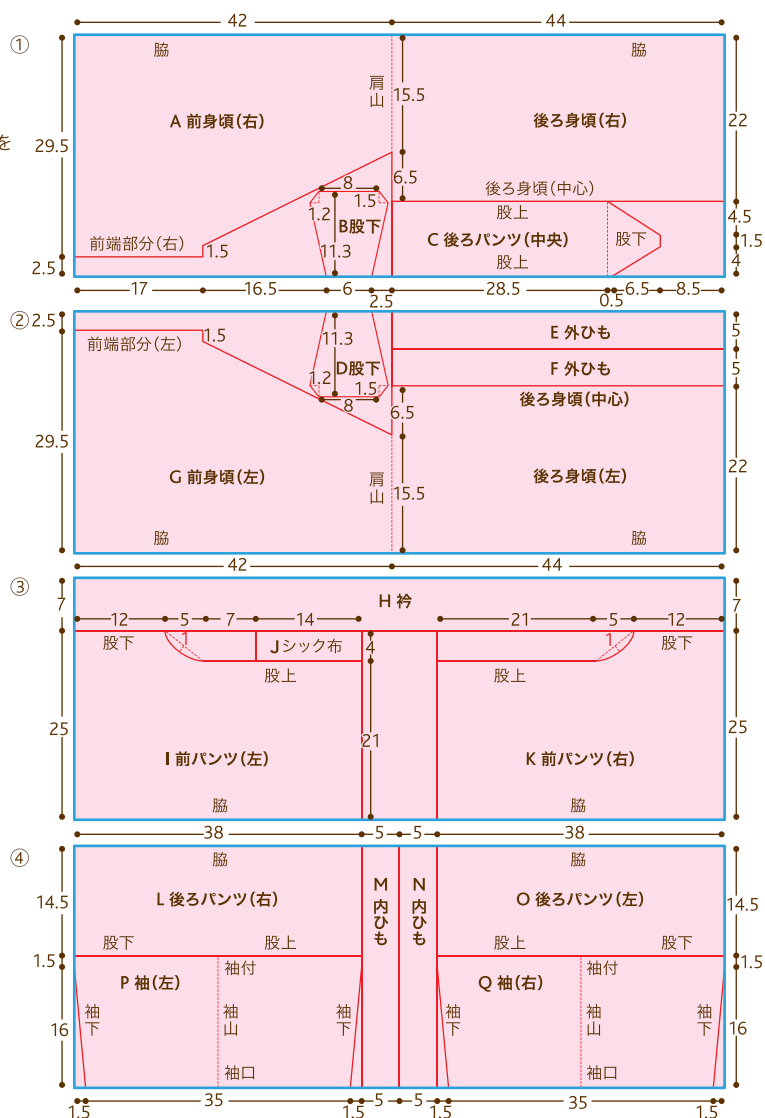 42
44
①
脇
脇
肩山
15.5
A 前身頃(右)
後ろ身頃(右)
22
を
29.5
6.5
8
後ろ身頃(中心)
1.5
1.2
B股下
股上
4.5
C 後ろパンツ(中央)
股下
1.5
前端部分(右)
1.5
11.3
股上
4
2.5
17
16.5
6
2.5
28.5
0.5
6.5
8.5
②
2.5
1.5
11.3
E 外ひも
5
前端部分(左)
F 外ひも
5
1.2
D股下
1.5
8
6.5
後ろ身頃(中心)
29.5
G 前身頃(左)
肩山
15.5
後ろ身頃(左)
22
脇
脇
42
44
③
7
H 衿
7
12
5
7
14
21
5
12
股下
1
Jシック布
4
1
股下
股上
股上
25
21
25
I 前パンツ(左)
K 前パンツ(右)
脇
脇
38
5
5
38
④
脇
脇
14.5
L 後ろパンツ(右)
M 内ひも
N 内ひも
O 後ろパンツ(左)
14.5
股下
股上
股上
股下
1.5
P 袖(左)
袖付
Q 袖(右)
袖付
1.5
16
袖下
袖山
袖下
袖下
袖山
袖下
16
袖口
袖口
1.5
35
1.5
5
5
1.5
35
1.5